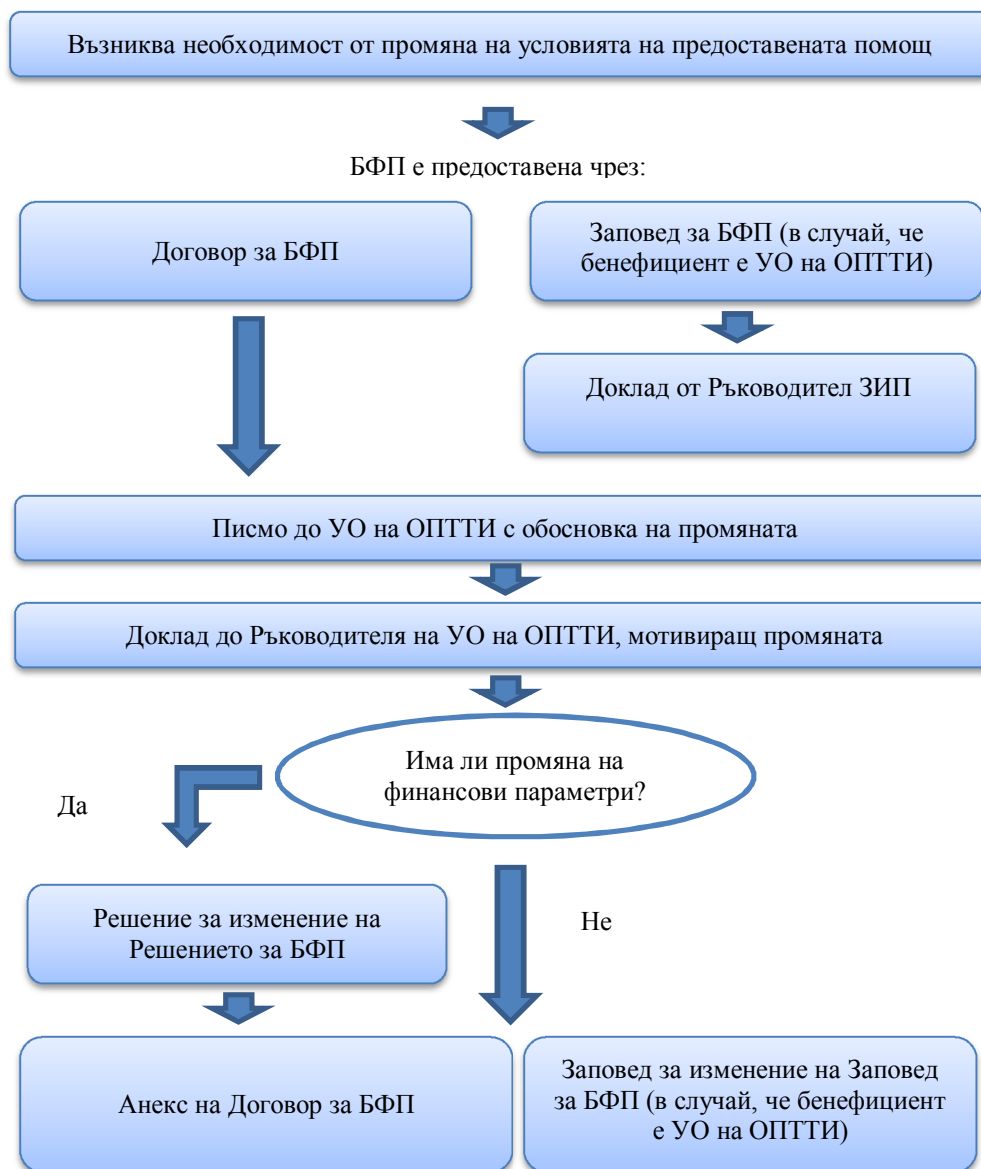 Възниква необходимост от промяна на условията на предоставената помощ
БФП е предоставена чрез:
Договор за БФП
Заповед за БФП (в случай, че
бенефициент е УО на ОПТТИ)
Доклад от Ръководител ЗИП
Писмо до УО на ОПТТИ с обосновка на промяната
Доклад до Ръководителя на УО на ОПТТИ, мотивиращ промяната
Има ли промяна на
финансови параметри?
Да
Решение за изменение на
Решението за БФП
Не
Анекс на Договор за БФП
Заповед за изменение на Заповед
за БФП (в случай, че бенефициент
е УО на ОПТТИ)